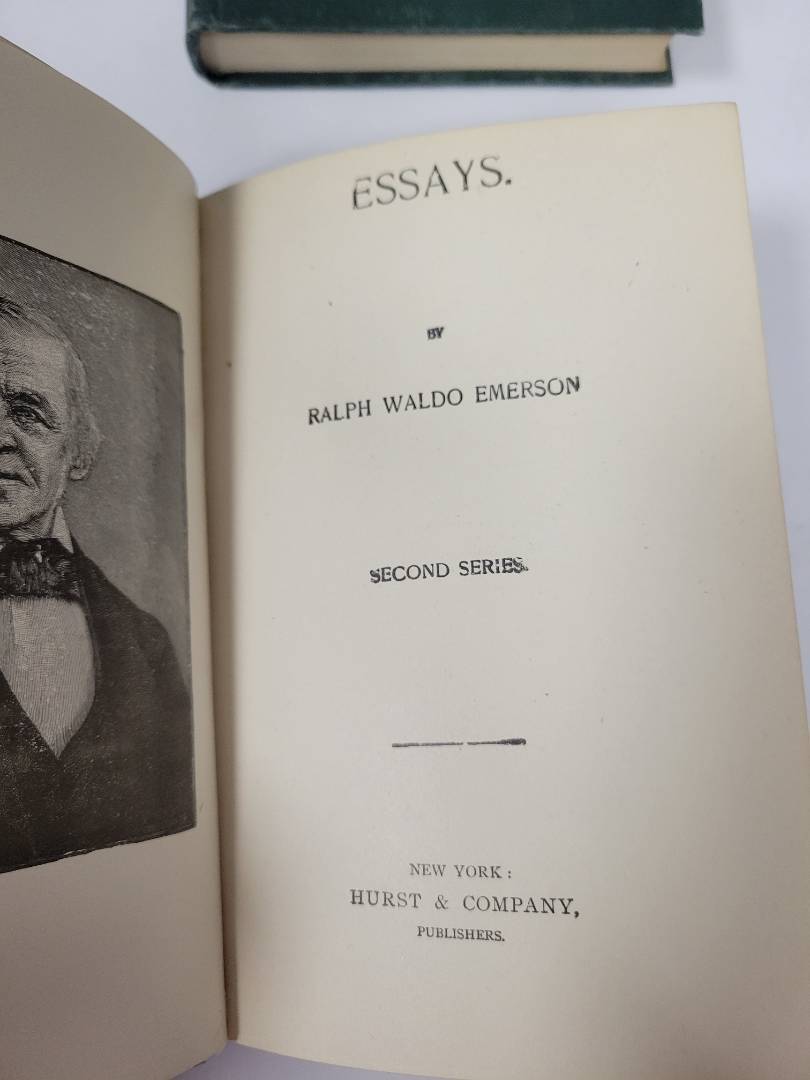 ESSAYS.
BY
RALPH WALDO EMERSON
SECOND SERIES.
NEW YORK:
HURST & COMPANY,
PUBLISHERS.